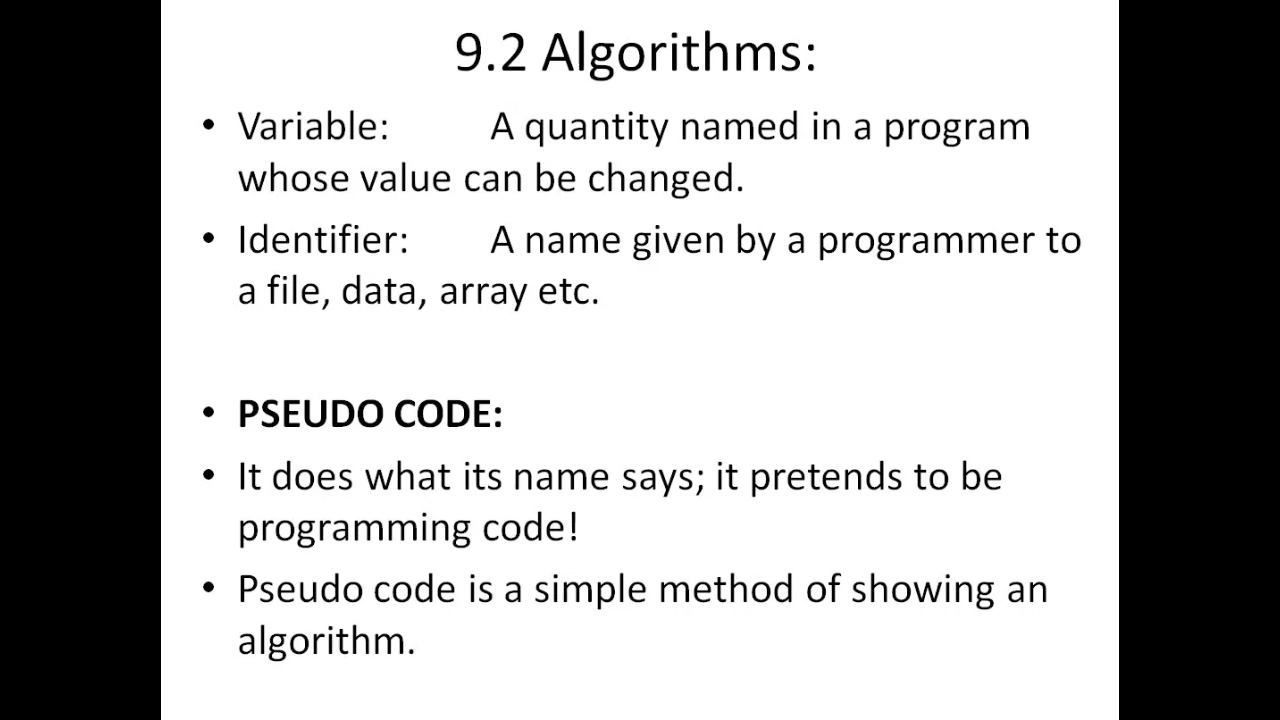 9.2 Algorithms:
• Variable: A quantity named in a program
whose value can be changed.
• Identifier: A name given by a programmer to
a file, data, array etc.
• PSEUDO CODE:
• It does what its name says; it pretends to be
programming code!
• Pseudo code is a simple method of showing an
algorithm.